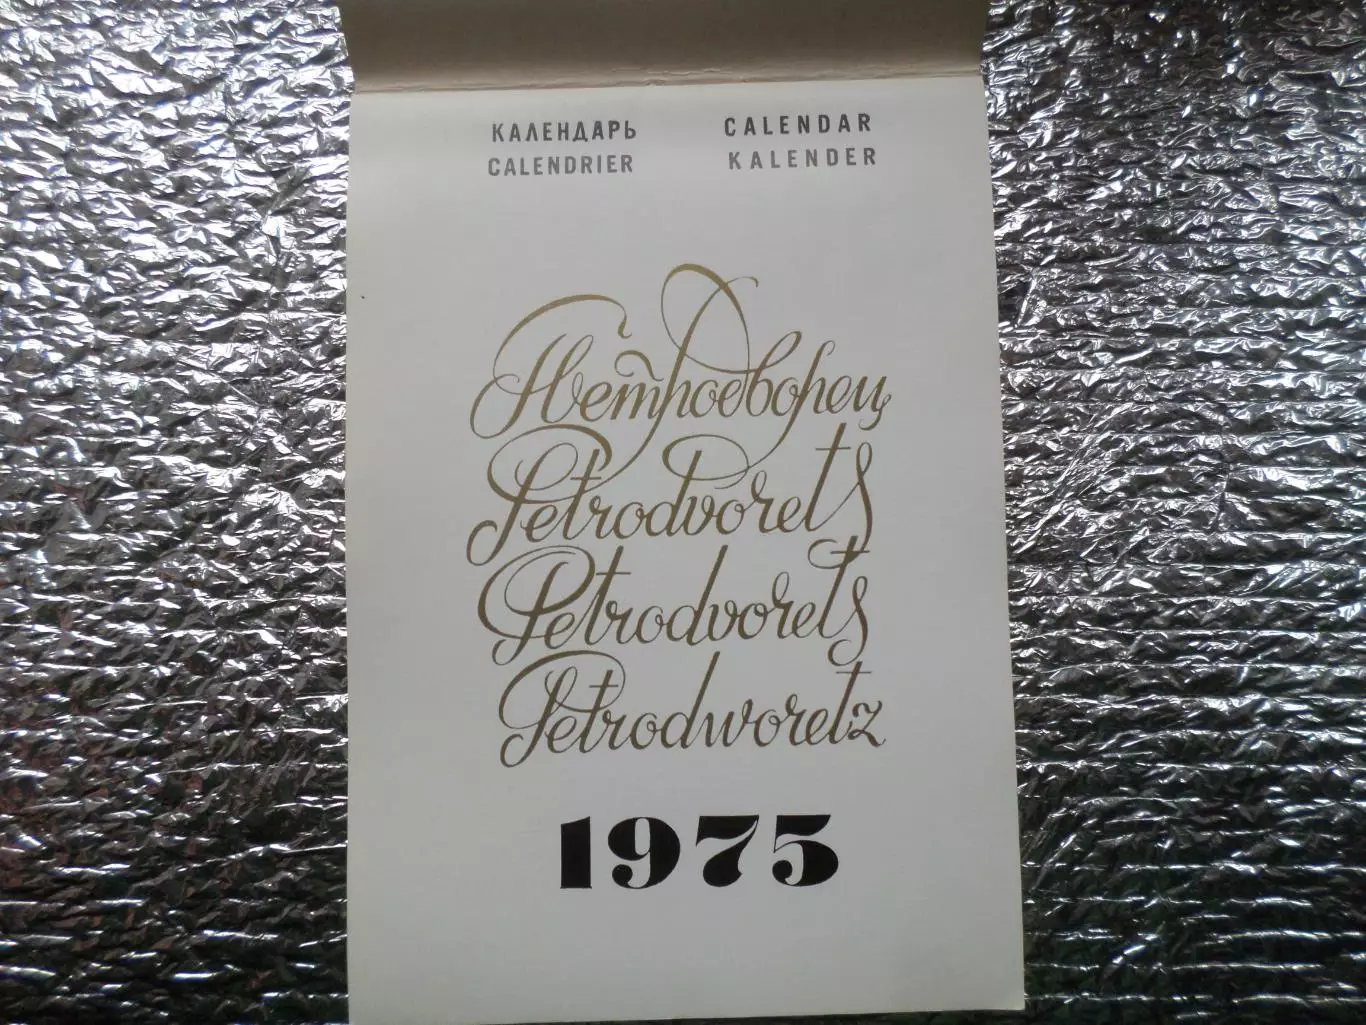 КАЛЕНДАРЬ CALENDAR
CALENDRIER KALENDER
Петродворец
Petrodvorets
Petrodvorets
Petrodworetz
1975